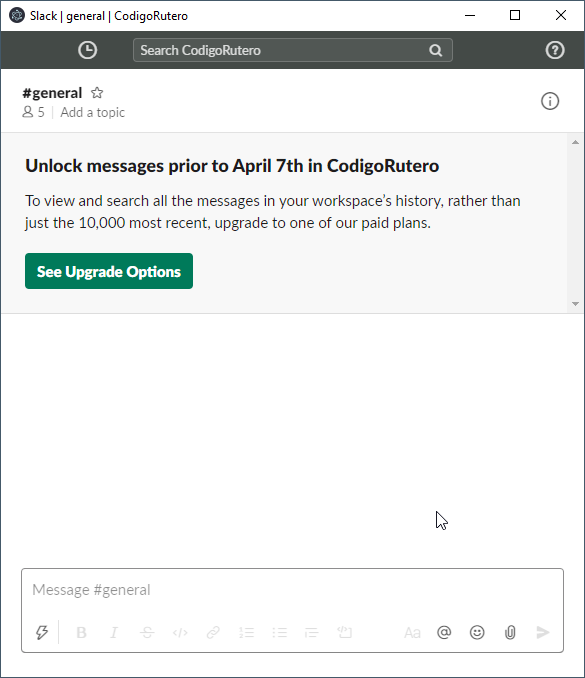 Slack | general | CodigoRutero
Search CodigoRutero
#general
5 | Add a topic
Unlock messages prior to April 7th in CodigoRutero
To view and search all the messages in your workspace’s history, rather than
just the 10,000 most recent, upgrade to one of our paid plans.
See Upgrade Options
Message #general
B I S </> Aa @